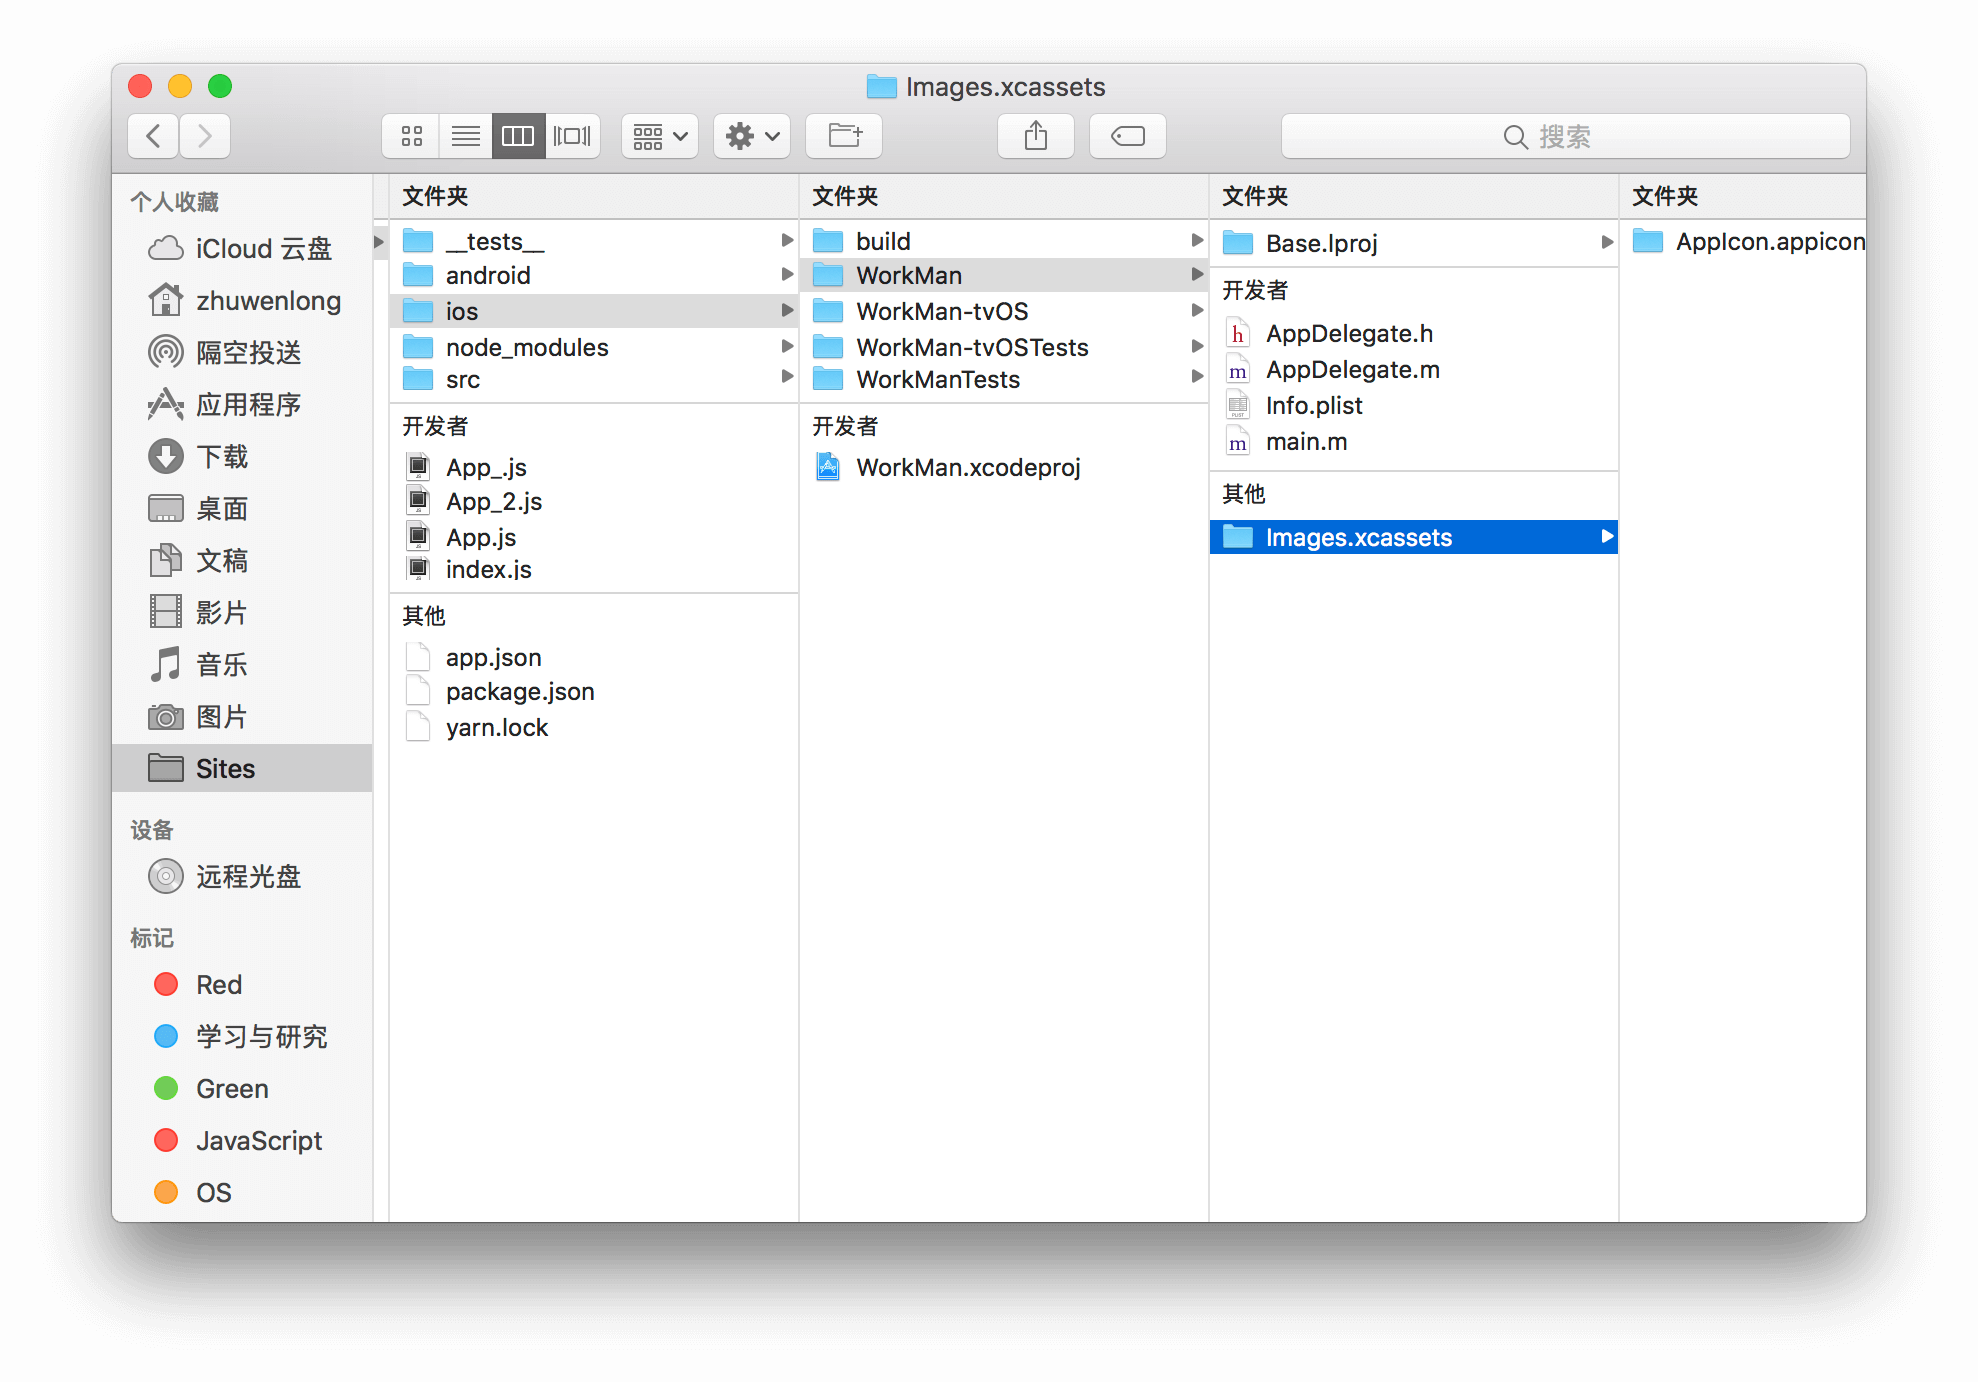 Images.xcassets
搜索
个人收藏
iCloud 云盘
zhuwenlong
隔空投送
应用程序
下载
桌面
文稿
影片
音乐
图片
Sites
设备
远程光盘
标记
Red
学习与研究
Green
JavaScript
OS
文件夹
__tests__
android
ios
node_modules
src
开发者
App_.js
App_2.js
App.js
index.js
其他
app.json
package.json
yarn.lock
文件夹
build
WorkMan
WorkMan-tvOS
WorkMan-tvOSTests
WorkManTests
开发者
WorkMan.xcodeproj
文件夹
Base.lproj
开发者
AppDelegate.h
AppDelegate.m
Info.plist
main.m
其他
Images.xcassets
文件夹
AppIcon.appicon